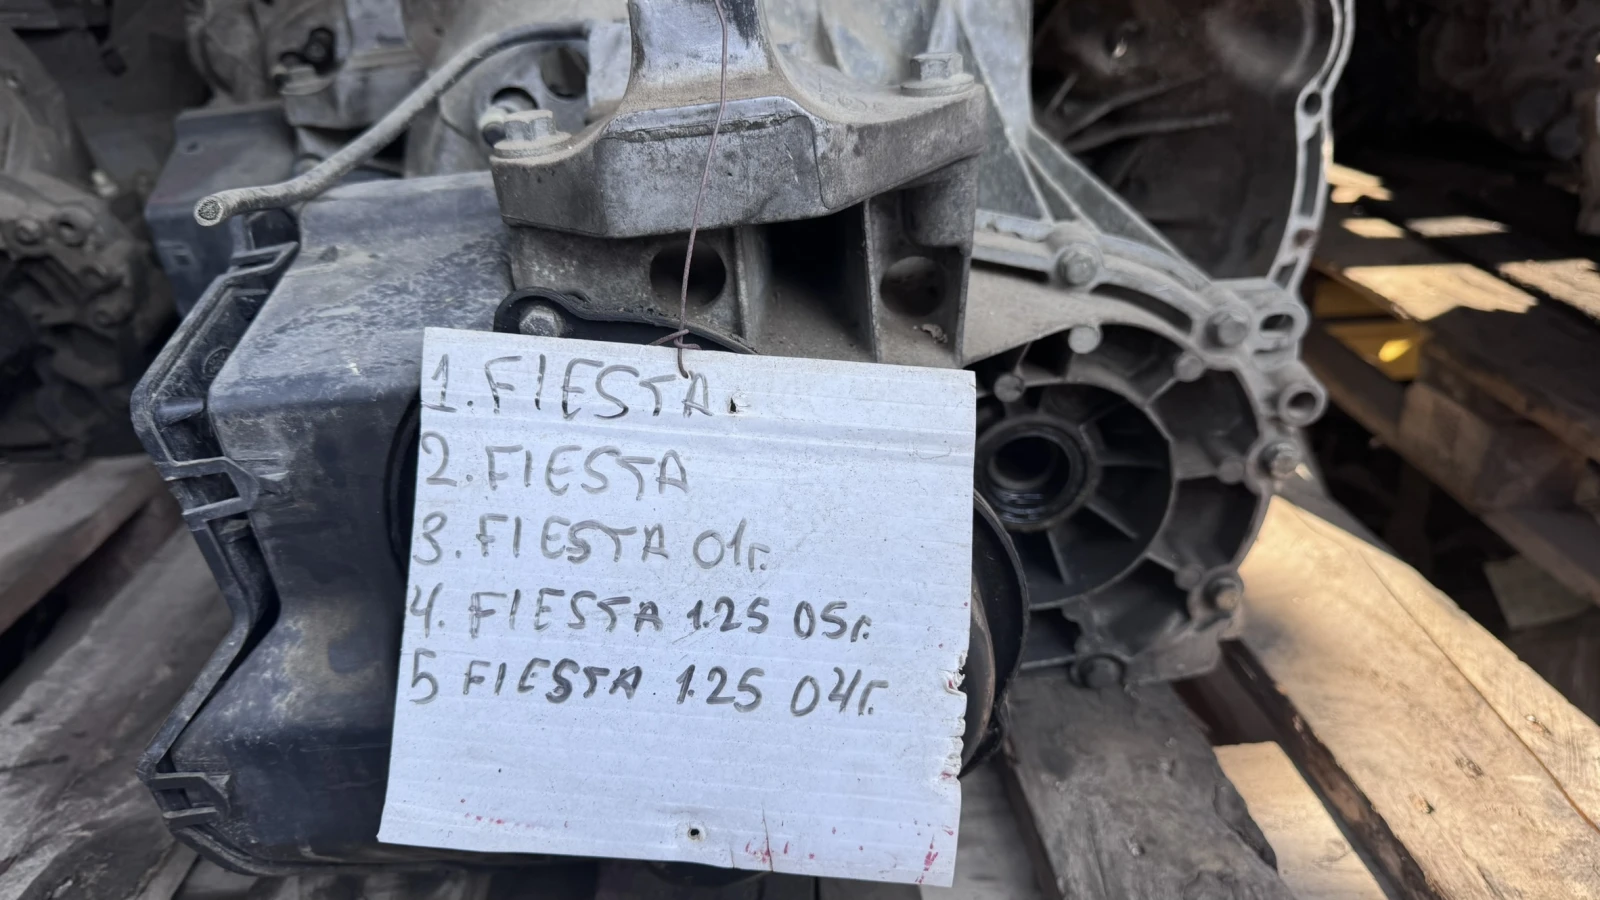 1. FIESTA
2. FIESTA
3. FIESTA 01г.
4. FIESTA 1.25 05г.
5 FIESTA 1.25 04г.